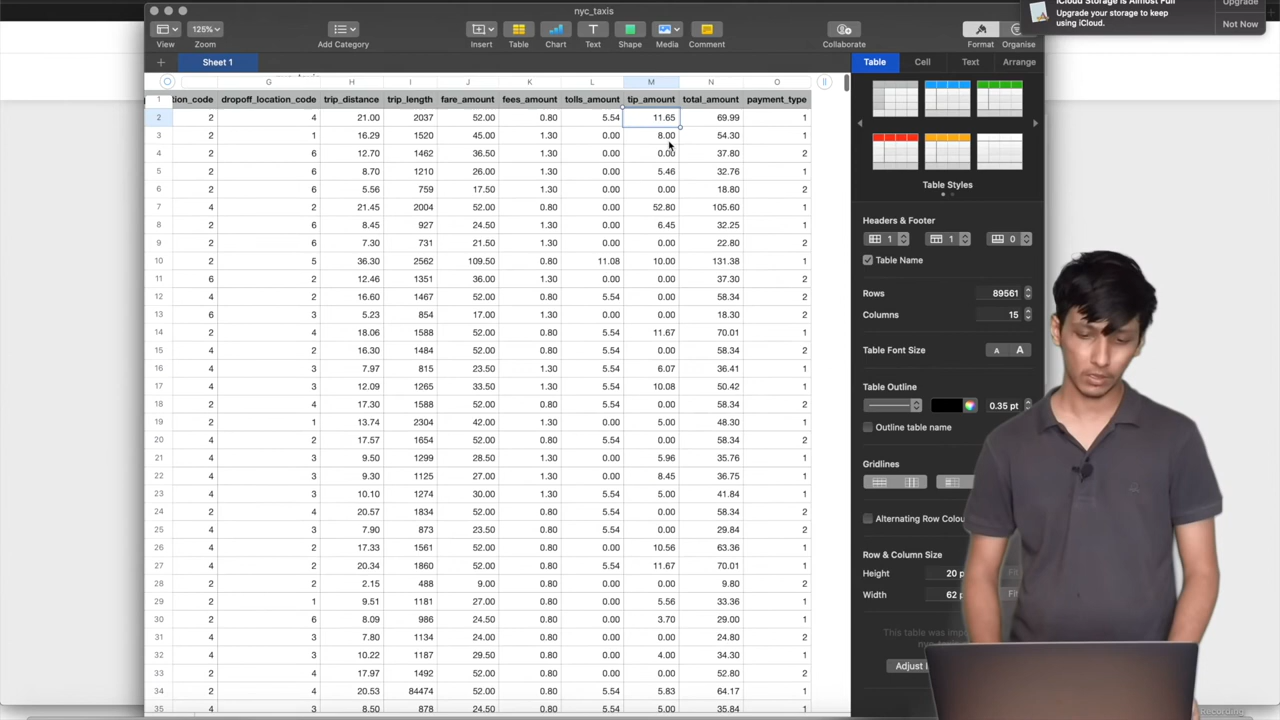 nyc_taxis
iCloud Storage is Almost Full
Upgrade your storage to keep
using iCloud.
Upgrade
Not Now
125%
View Zoom Add Category Insert Table Chart Text Shape Media Comment Collaborate Format Organise
Sheet 1
Table Cell Text Arrange
G H I J K L M N O
1 tion_code dropoff_location_code trip_distance trip_length fare_amount fees_amount tolls_amount tip_amount total_amount payment_type
2 2 4 21.00 2037 52.00 0.80 5.54 11.65 69.99 1
3 2 1 16.29 1520 45.00 1.30 0.00 8.00 54.30 1
4 2 6 12.70 1462 36.50 1.30 0.00 0.00 37.80 2
5 2 6 8.70 1210 26.00 1.30 0.00 5.46 32.76 1
6 2 6 5.56 759 17.50 1.30 0.00 0.00 18.80 2
7 4 2 21.45 2004 52.00 0.80 0.00 52.80 105.60 1
8 2 6 8.45 927 24.50 1.30 0.00 6.45 32.25 1
9 2 6 7.30 731 21.50 1.30 0.00 0.00 22.80 2
10 2 5 36.30 2562 109.50 0.80 11.08 10.00 131.38 1
11 6 2 12.46 1351 36.00 1.30 0.00 0.00 37.30 2
12 4 2 16.60 1467 52.00 0.80 5.54 0.00 58.34 2
13 6 3 5.23 854 17.00 1.30 0.00 0.00 18.30 2
14 2 4 18.06 1588 52.00 0.80 5.54 11.67 70.01 1
15 4 2 16.30 1484 52.00 0.80 5.54 0.00 58.34 2
16 4 3 7.97 815 23.50 1.30 5.54 6.07 36.41 1
17 4 3 12.09 1265 33.50 1.30 5.54 10.08 50.42 1
18 2 4 17.30 1588 52.00 0.80 5.54 0.00 58.34 2
19 2 1 13.74 2304 42.00 1.30 0.00 5.00 48.30 1
20 4 2 17.57 1654 52.00 0.80 5.54 0.00 58.34 2
21 4 3 9.50 1299 28.50 1.30 0.00 5.96 35.76 1
22 4 3 9.30 1125 27.00 1.30 0.00 8.45 36.75 1
23 4 3 10.10 1274 30.00 1.30 5.54 5.00 41.84 1
24 2 4 20.57 1834 52.00 0.80 5.54 0.00 58.34 2
25 4 3 7.90 873 23.50 0.80 5.54 0.00 29.84 2
26 4 2 17.33 1561 52.00 0.80 0.00 10.56 63.36 1
27 4 2 20.34 1860 52.00 0.80 5.54 11.67 70.01 1
28 2 2 2.15 488 9.00 0.80 0.00 0.00 9.80 2
29 2 1 9.51 1181 27.00 0.80 0.00 5.56 33.36 1
30 2 6 8.09 986 24.50 0.80 0.00 3.70 29.00 1
31 4 3 7.80 1134 24.00 0.80 0.00 0.00 24.80 2
32 4 3 10.22 1187 29.50 0.80 0.00 4.00 34.30 1
33 4 2 17.97 1492 52.00 0.80 0.00 0.00 52.80 2
34 2 4 20.53 84474 52.00 0.80 5.54 5.83 64.17 1
35 4 3 8.50 878 24.50 0.80 5.54 5.00 35.84 1
Table Styles
Headers & Footer
1 1 0
Table Name
Rows 89561
Columns 15
Table Font Size A A
Table Outline
0.35 pt
Outline table name
Gridlines
Alternating Row Colou
Row & Column Size
Height 20 p Fit
Width 62 p Fit
This table was impo
Adjust
Recording